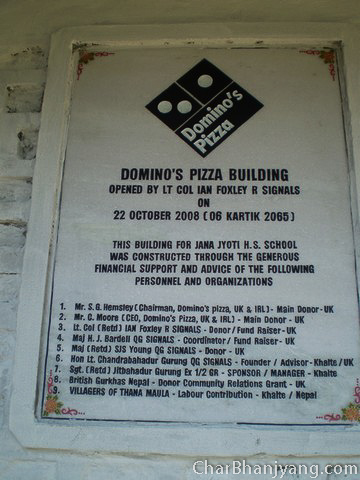 Domino's
Pizza
DOMINO'S PIZZA BUILDING
OPENED BY LT COL IAN FOXLEY R SIGNALS
ON
22 OCTOBER 2008 (06 KARTIK 2065)
THIS BUILDING FOR JANA JYOTI H.S. SCHOOL
WAS CONSTRUCTED THROUGH THE GENEROUS
FINANCIAL SUPPORT AND ADVICE OF THE FOLLOWING
PERSONNEL AND ORGANIZATIONS
1. Mr. S.G. Hemsley (Chairman, Domino's pizza, UK & IRL) - Main Donor - UK
2. Mr. C. Moore (CEO, Domino's Pizza, UK & IRL) - Main Donor - UK
3. Lt. Col (Retd) IAN Foxley R SIGNALS - Donor/Fund Raiser - UK
4. Maj H.J. Bardell QG SIGNALS - Coordinator/Fund Raiser - UK
5. Maj (Retd) SJS Young QG SIGNALS - Donor - UK
6. Hon Lt Chandrabahadur Gurung QG SIGNALS - Founder / Advisor - Khalte/UK
7. Sgt. (Retd) Jitbahadur Gurung Ex 1/2 GR - SPONSOR / MANAGER - Khalte
8. British Gurkhas Nepal - Donor Community Relations Grant - UK
9. VILLAGERS OF THANA MAULA - Labour Contribution - Khalte / Nepal
CharBhanjyang.com